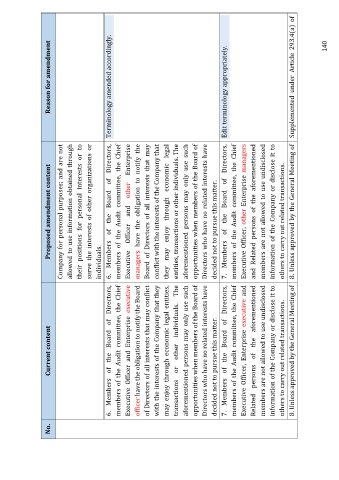 No.
Current content
Proposed amendment content
Reason for amendment
Company for personal purposes; and are not
allowed to use information obtained through
their positions for personal interests or to
serve the interests of other organizations or
individuals.
6. Members of the Board of Directors,
members of the Audit committee, the Chief
Executive Officer and Enterprise executive
officer have the obligation to notify the Board
of Directors of all interests that may conflict
with the interests of the Company that they
may enjoy through economic legal entities,
transactions or other individuals. The
aforementioned persons may only use such
opportunities when members of the Board of
Directors who have no related interests have
decided not to pursue this matter.
6. Members of the Board of Directors,
members of the Audit committee, the Chief
Executive Officer and other Enterprise
managers have the obligation to notify the
Board of Directors of all interests that may
conflict with the interests of the Company that
they may enjoy through economic legal
entities, transactions or other individuals. The
aforementioned persons may only use such
opportunities when members of the Board of
Directors who have no related interests have
decided not to pursue this matter.
Terminology amended accordingly.
7. Members of the Board of Directors,
members of the Audit committee, the Chief
Executive Officer, Enterprise executive and
Related persons of the aforementioned
members are not allowed to use undisclosed
information of the Company or disclose it to
others to carry out related transactions.
7. Members of the Board of Directors,
members of the Audit committee, the Chief
Executive Officer, other Enterprise managers
and Related persons of the aforementioned
members are not allowed to use undisclosed
information of the Company or disclose it to
others to carry out related transactions.
Edit terminology appropriately.
8. Unless approved by the General Meeting of
8. Unless approved by the General Meeting of
Supplemented under Article 293.4(a) of
140